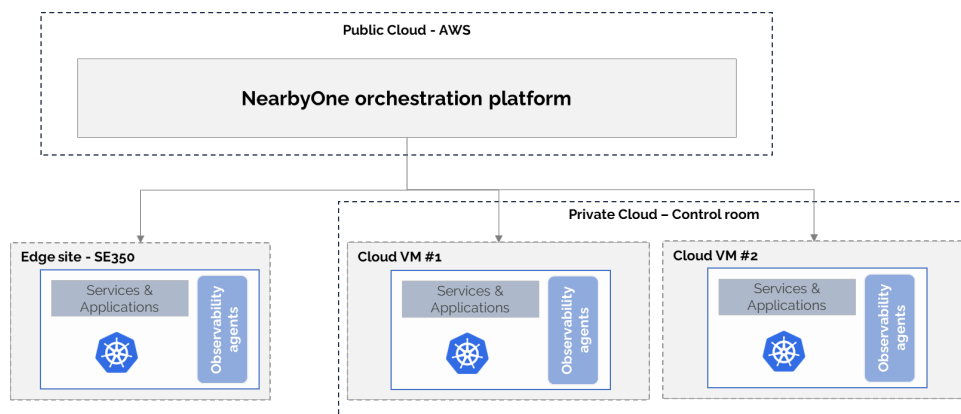 Public Cloud - AWS
NearbyOne orchestration platform
Private Cloud – Control room
Edge site - SE350
Services &
Applications
Observability
agents
Cloud VM #1
Services &
Applications
Observability
agents
Cloud VM #2
Services &
Applications
Observability
agents